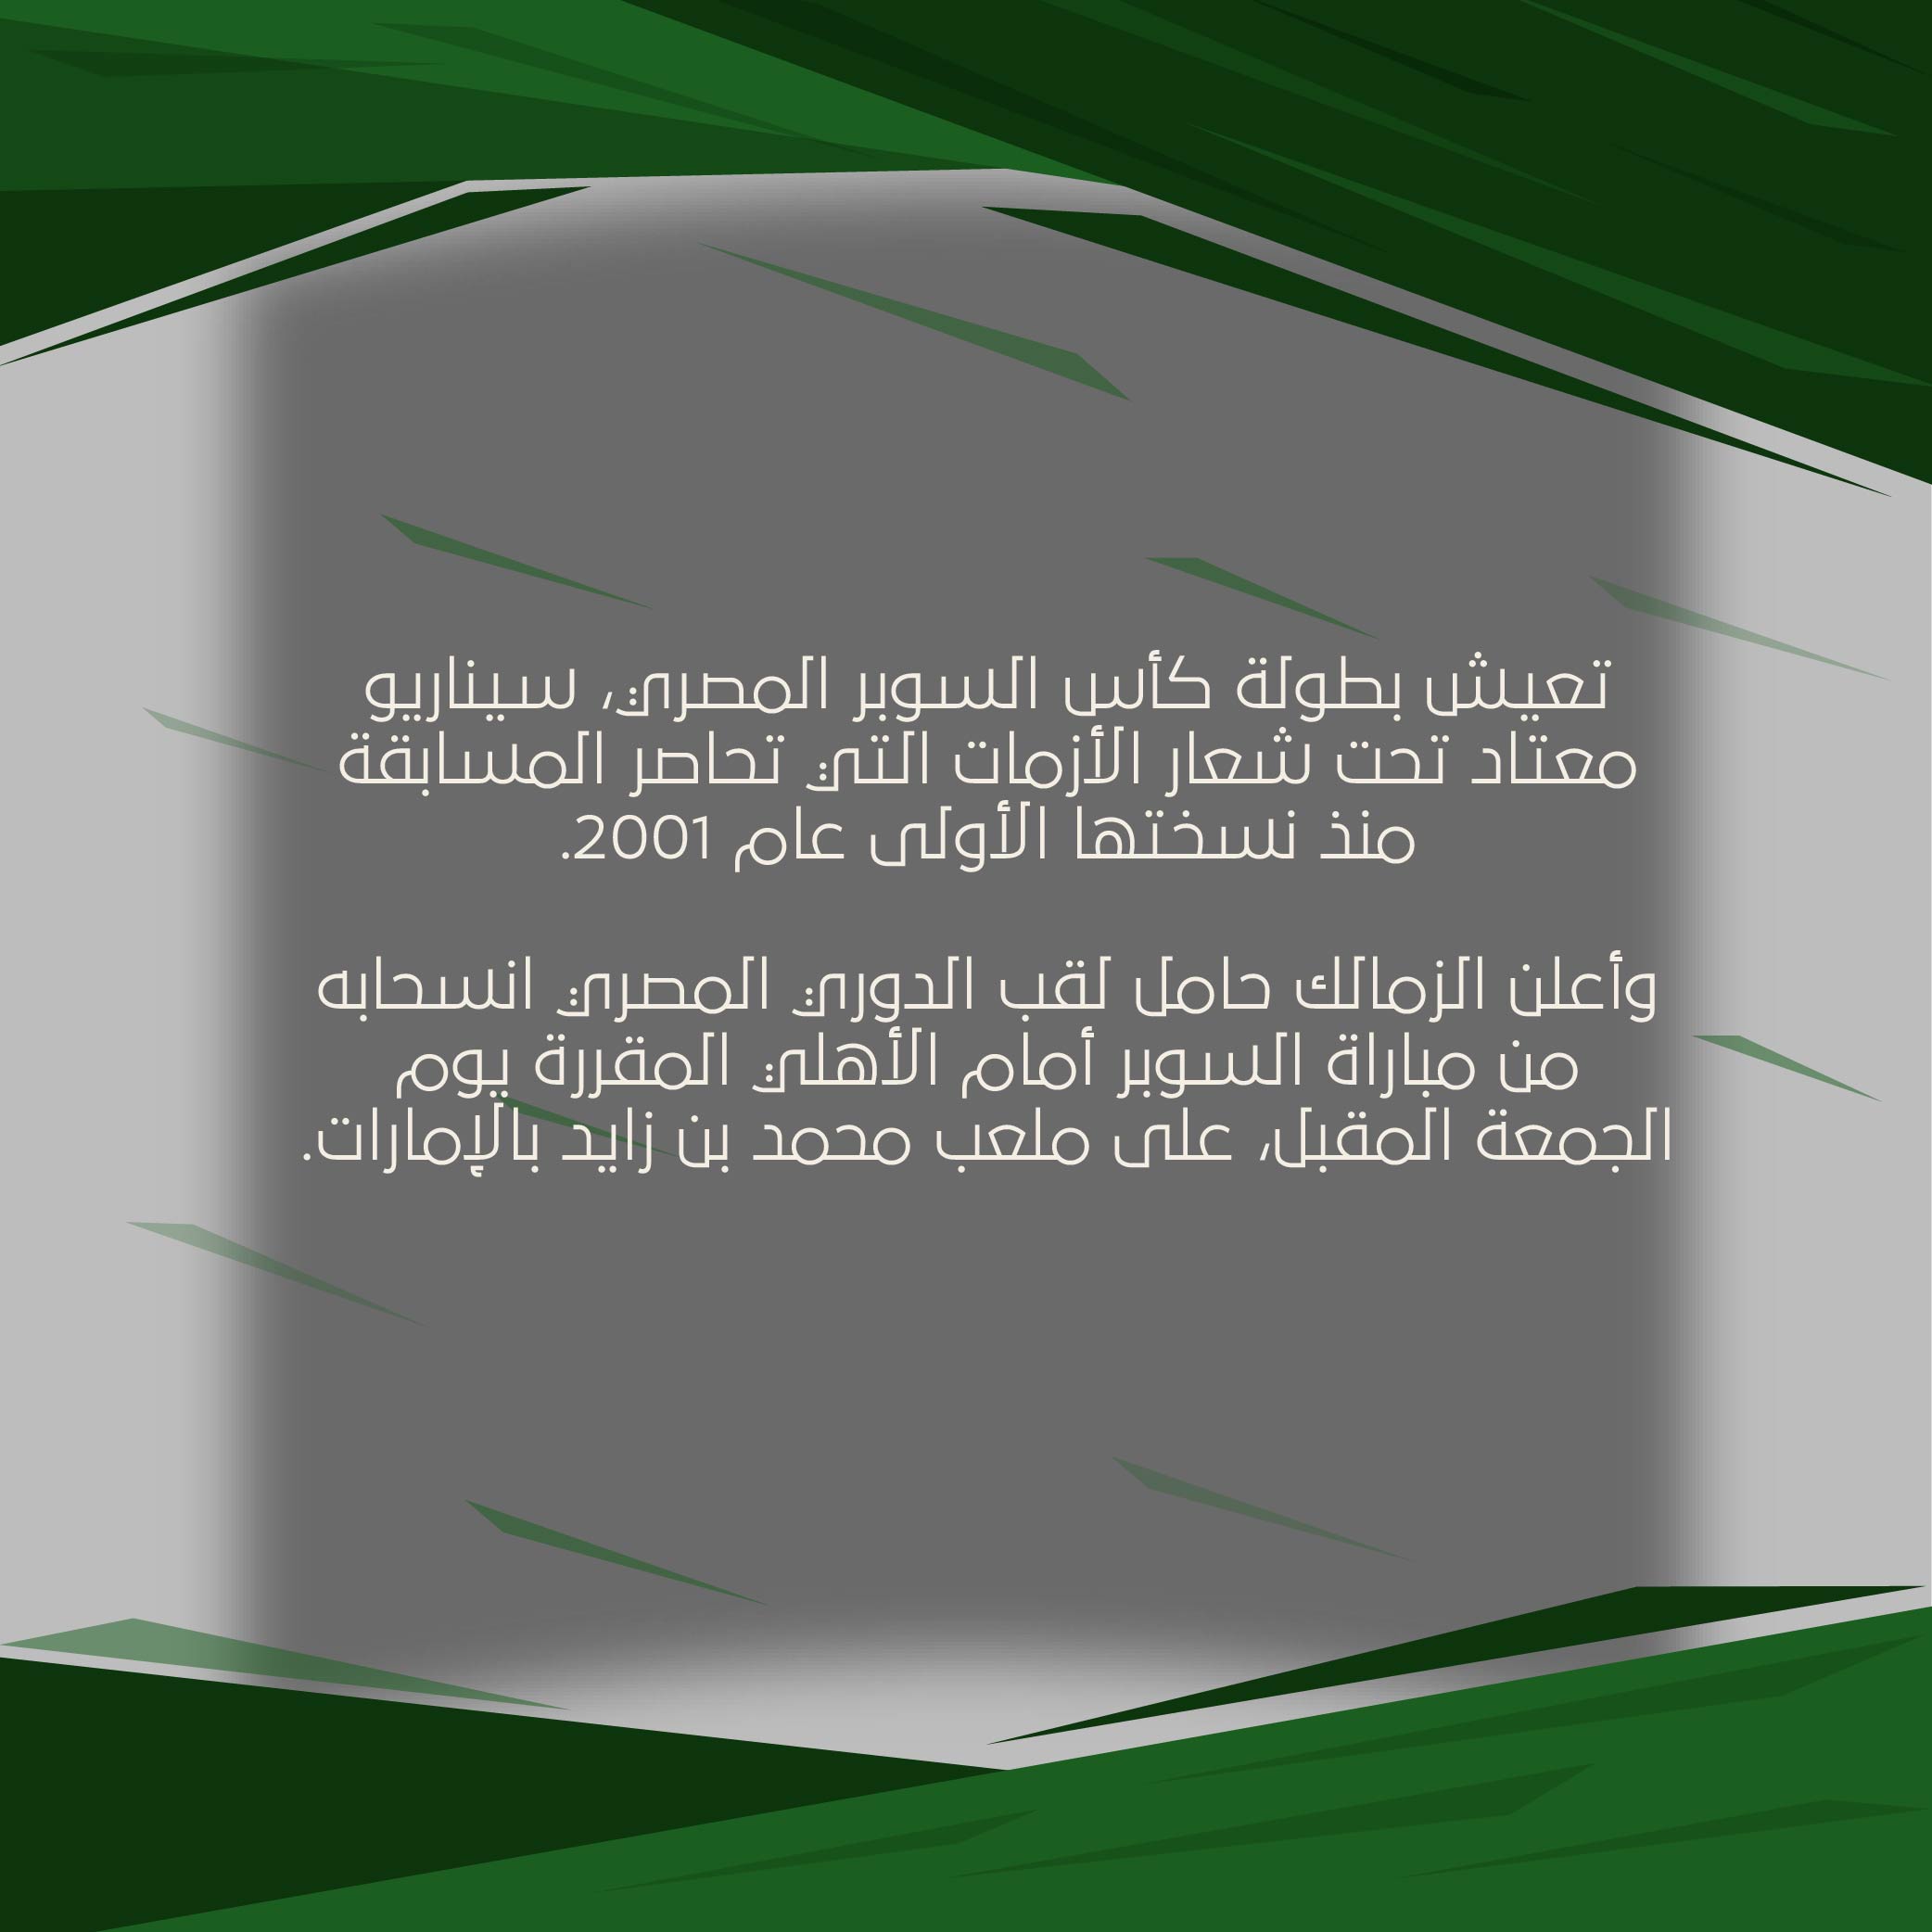 تعيش بطولة كأس السوبر المصري، سيناريو
معتاد تحت شعار الأزمات التي تحاصر المسابقة
منذ نسختها الأولى عام 2001.
وأعلن الزمالك حامل لقب الدوري المصري انسحابه
من مباراة السوبر أمام الأهلي المقررة يوم
الجمعة المقبل، على ملعب محمد بن زايد بالإمارات.